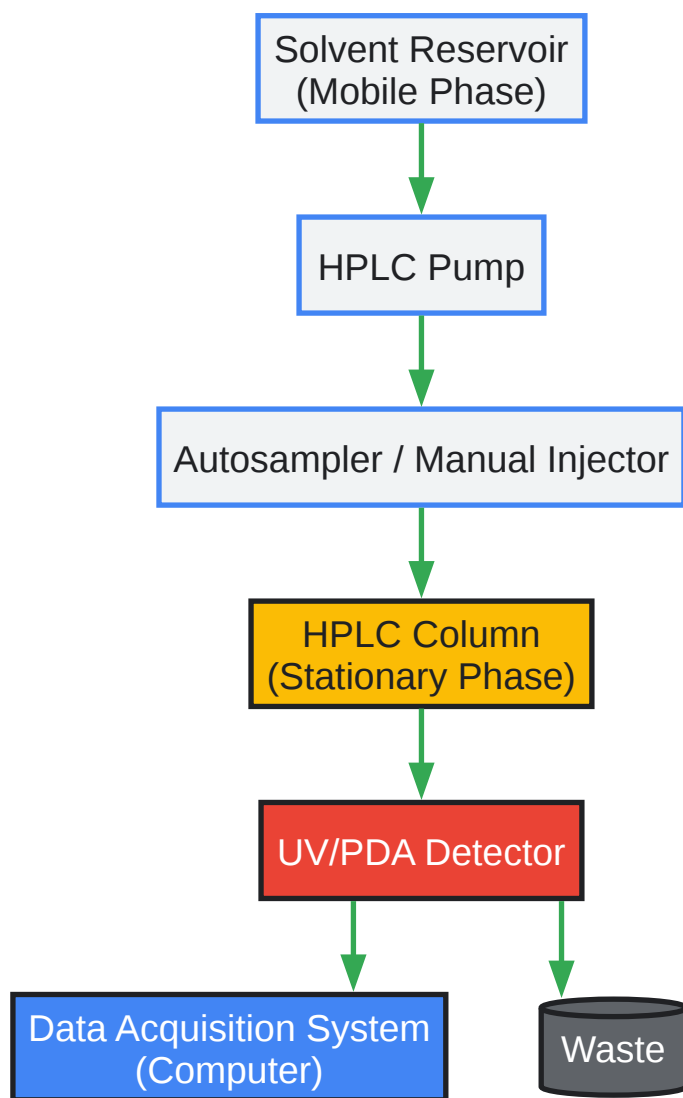 Solvent Reservoir
(Mobile Phase)
HPLC Pump
Autosampler / Manual Injector
HPLC Column
(Stationary Phase)
UV/PDA Detector
Data Acquisition System
(Computer)
Waste